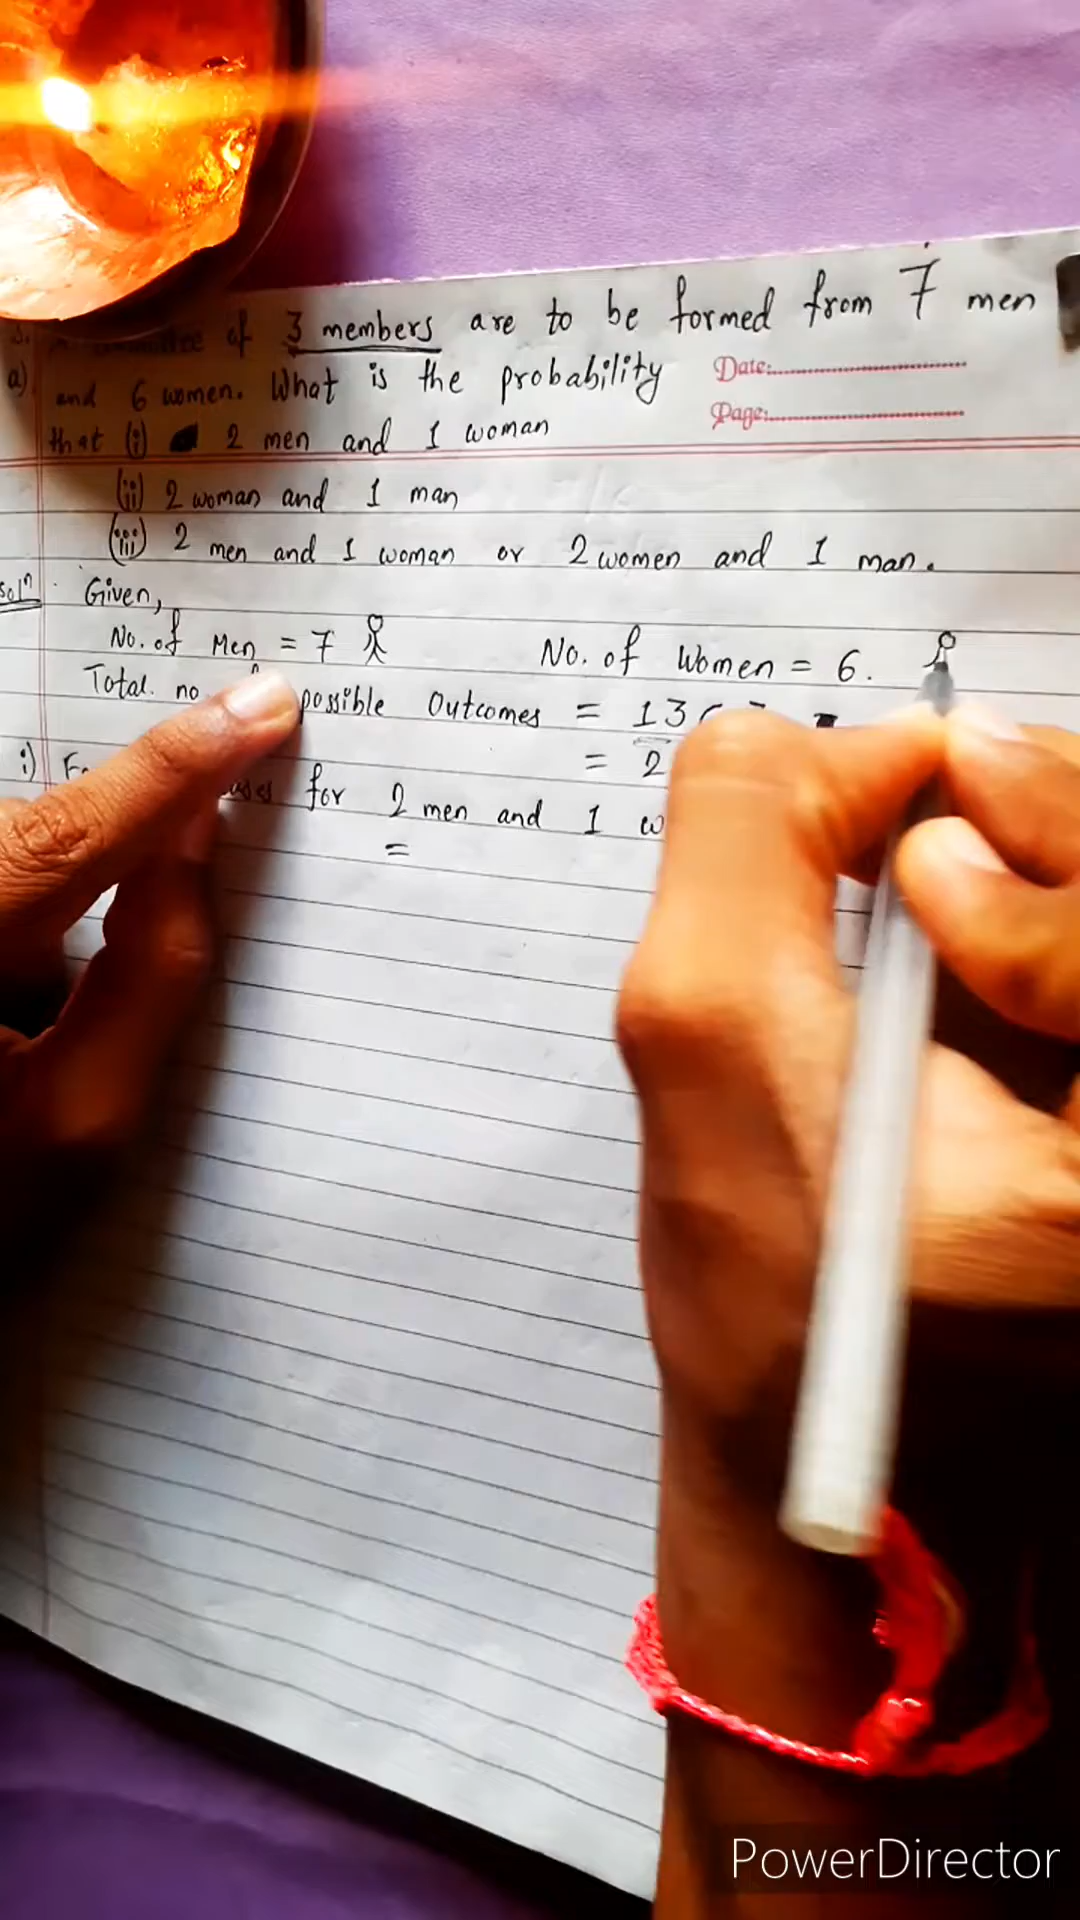 of 3 members are to be formed from 7 men
a) and 6 women. What is the probability
Date:
Page:
that (i) 2 men and 1 woman
(ii) 2 woman and 1 man
(iii) 2 men and 1 woman or 2 women and 1 man.
Solⁿ. Given,
No. of Men = 7 No. of Women = 6.
Total. no possible Outcomes = 13C
= 2
i) for 2 men and 1 w
=
PowerDirector